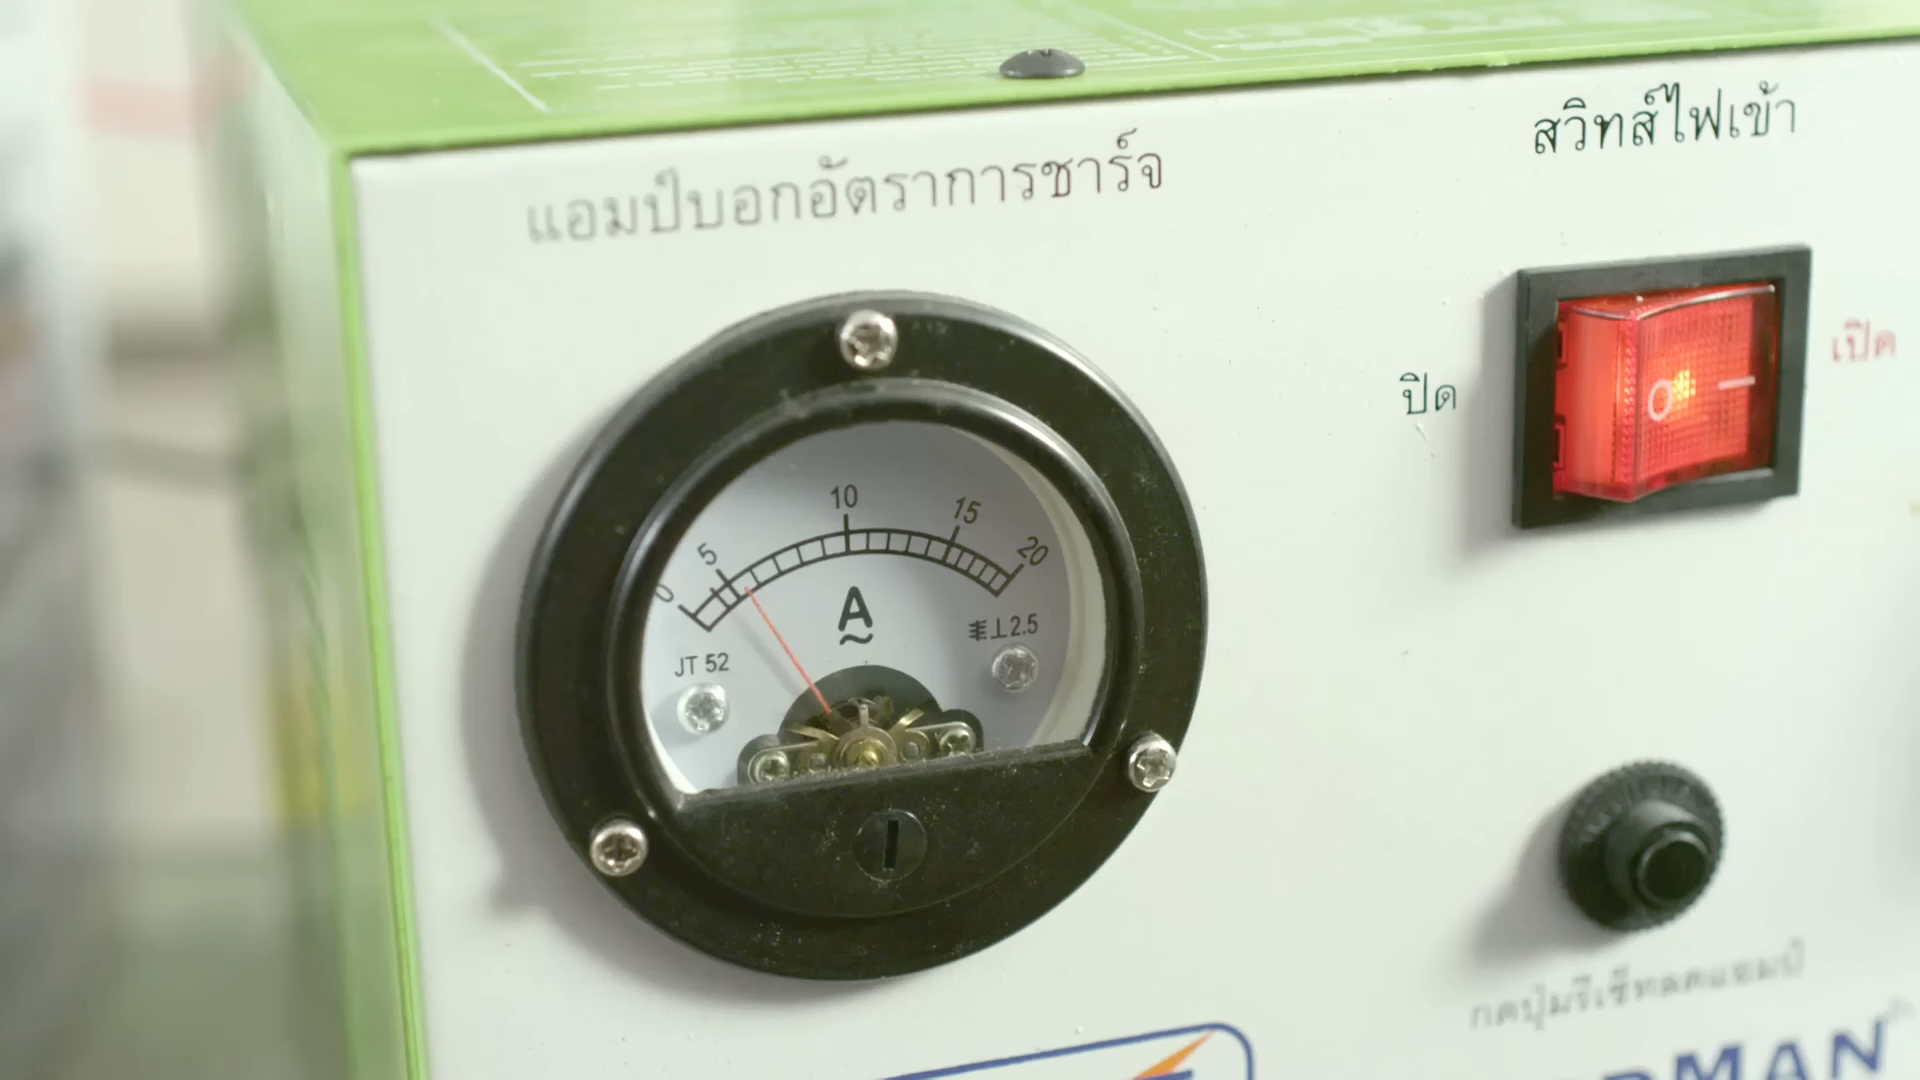 สวิทส์ไฟเข้า
แอมป์บอกอัตราการชาร์จ
ปิด
เปิด
0 5 10 15 20
A
JT 52
2.5
กดปุ่มรีเซ็ทลดแอมป์